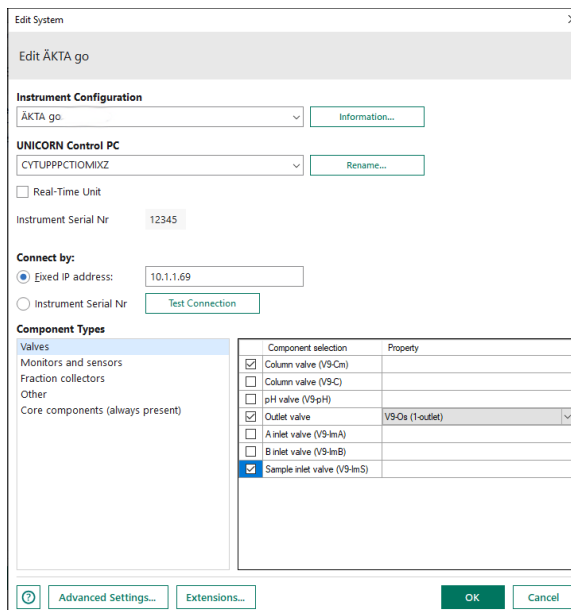 Edit System
Edit ÄKTA go
Instrument Configuration
ÄKTA go
Information...
UNICORN Control PC
CYTUPPPCTIOMIXZ
Rename...
Real-Time Unit
Instrument Serial Nr 12345
Connect by:
Fixed IP address: 10.1.1.69
Instrument Serial Nr Test Connection
Component Types
Valves
Monitors and sensors
Fraction collectors
Other
Core components (always present)
Component selection Property
Column valve (V9-Cm)
Column valve (V9-C)
pH valve (V9-pH)
Outlet valve V9-Os (1-outlet)
A inlet valve (V9-ImA)
B inlet valve (V9-ImB)
Sample inlet valve (V9-ImS)
? Advanced Settings... Extensions... OK Cancel